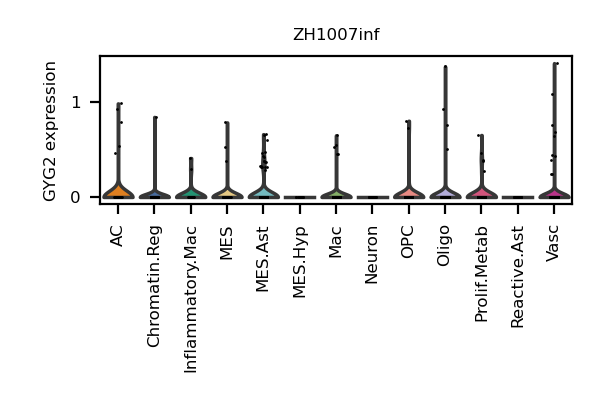 ZH1007inf
GYG2 expression
1
0
AC
Chromatin.Reg
Inflammatory.Mac
MES
MES.Ast
MES.Hyp
Mac
Neuron
OPC
Oligo
Prolif.Metab
Reactive.Ast
Vasc